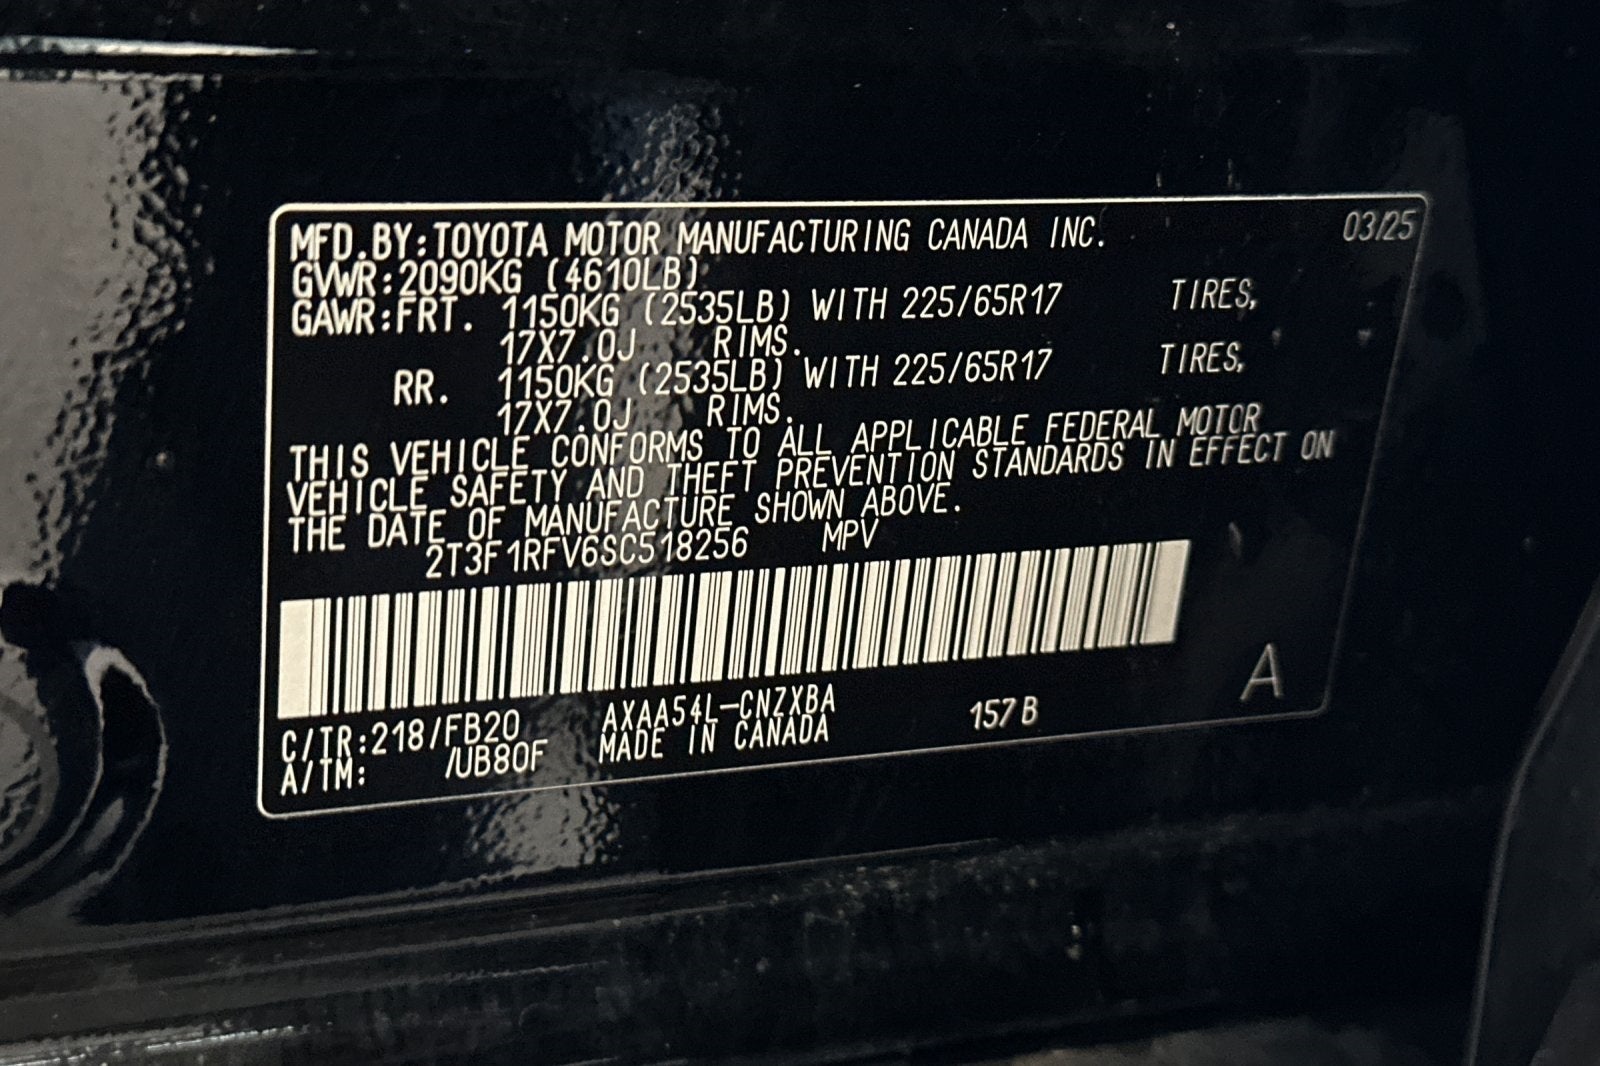 MFD.BY:TOYOTA MOTOR MANUFACTURING CANADA INC. 03/25
GVWR:2090KG (4610LB)
GAWR:FRT. 1150KG (2535LB) WITH 225/65R17 TIRES,
17X7.0J RIMS.
RR. 1150KG (2535LB) WITH 225/65R17 TIRES,
17X7.0J RIMS.
THIS VEHICLE CONFORMS TO ALL APPLICABLE FEDERAL MOTOR
VEHICLE SAFETY AND THEFT PREVENTION STANDARDS IN EFFECT ON
THE DATE OF MANUFACTURE SHOWN ABOVE.
2T3F1RFV6SC518256 MPV
C/TR:218/FB20 AXAA54L-CNZXBA 157B A
A/TM: /UB80F MADE IN CANADA